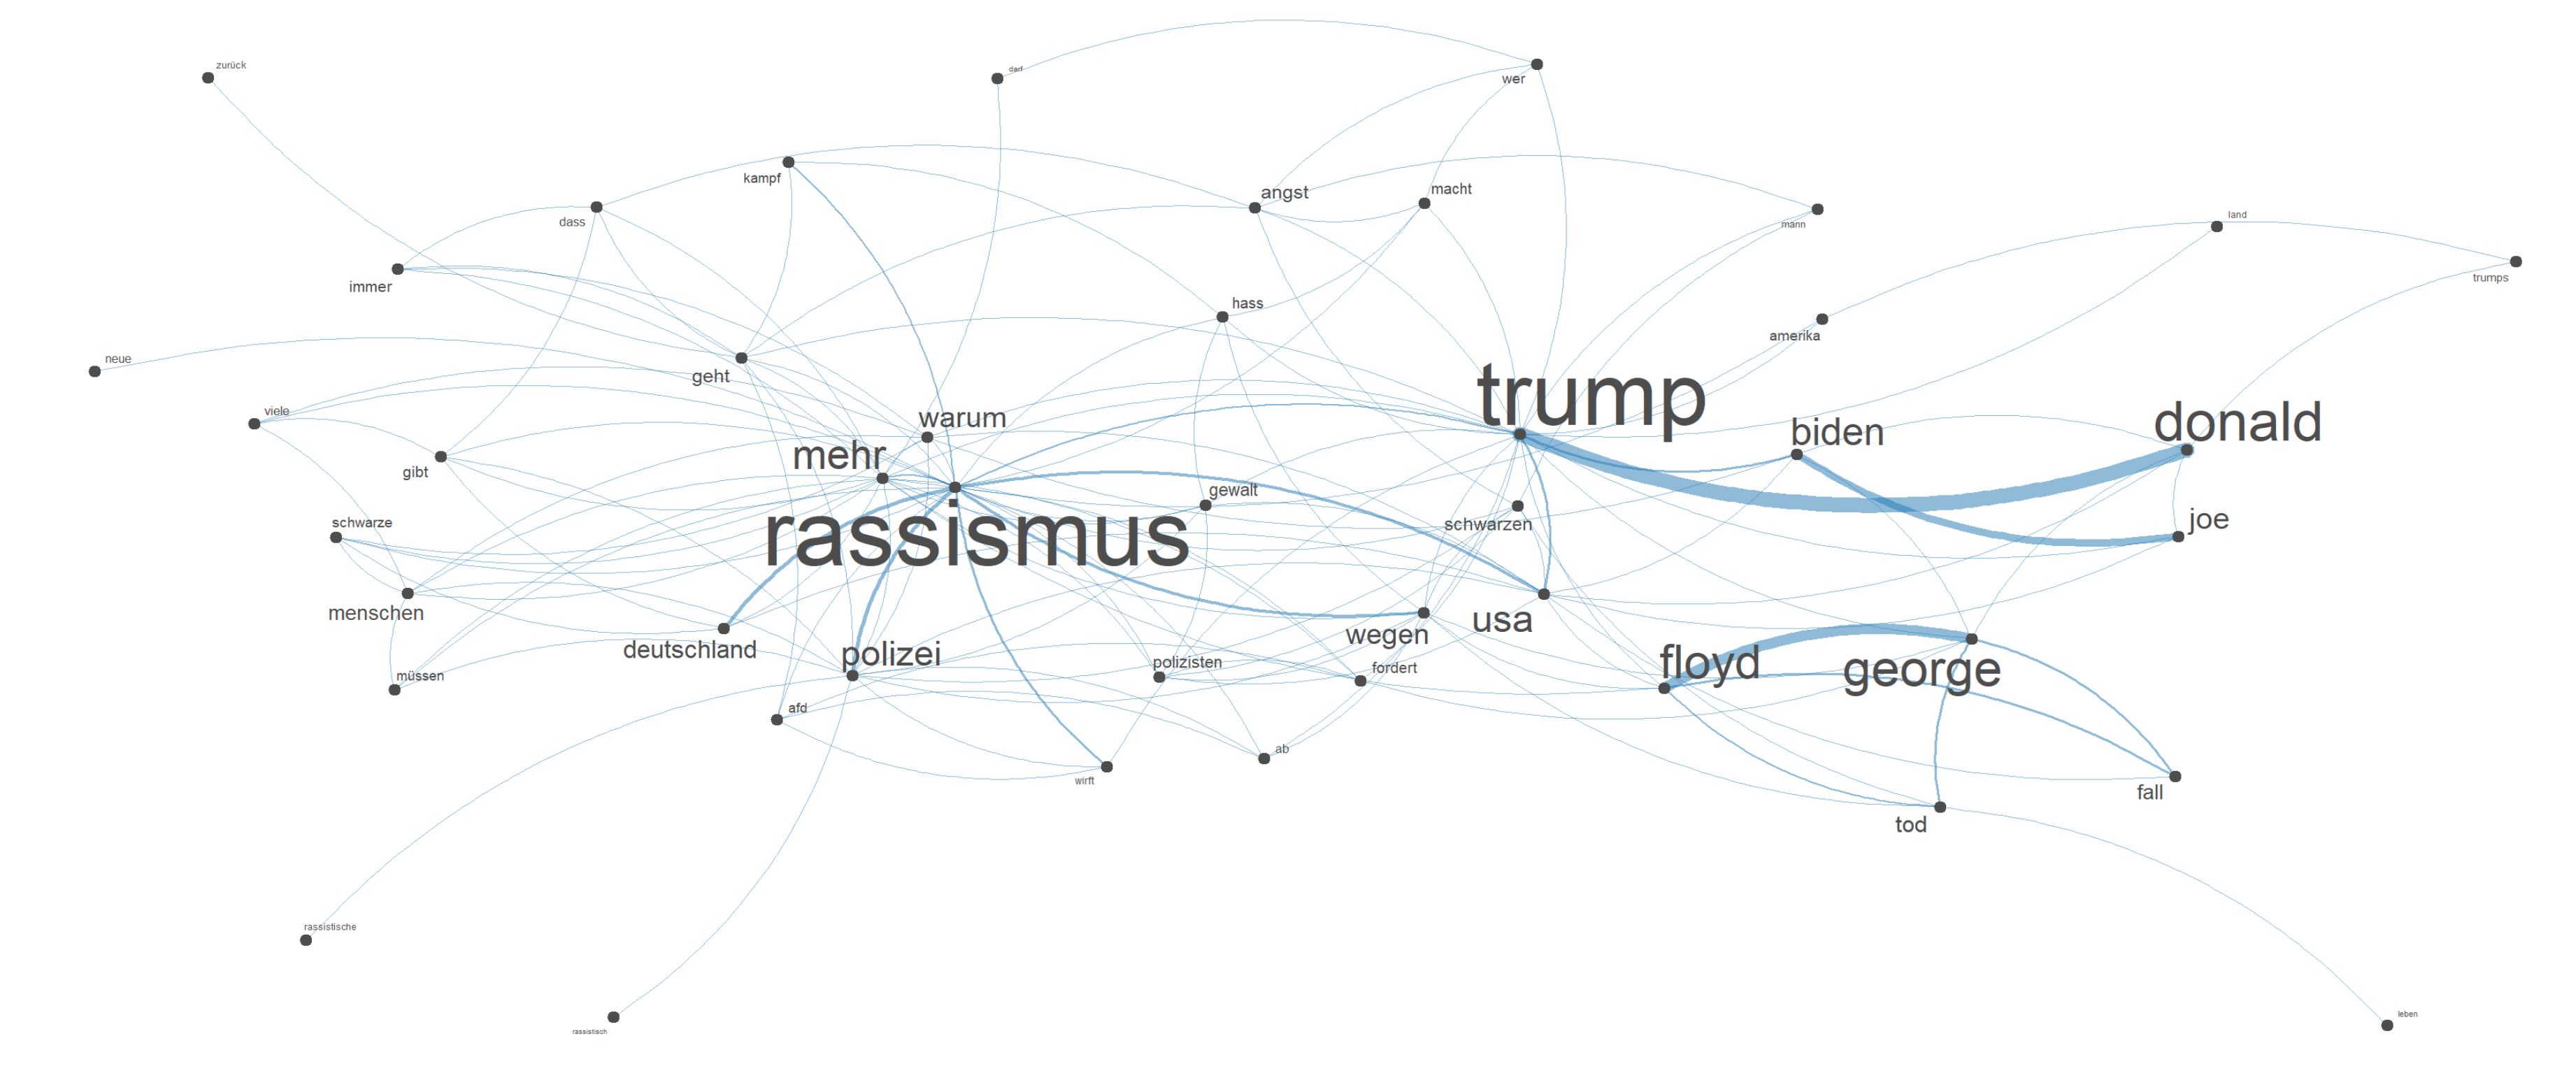 zurück
darf
wer
kampf
angst
macht
dass
mann
land
trumps
immer
hass
amerika
neue
geht
trump
viele
warum
biden
donald
mehr
gibt
gewalt
schwarze
schwarzen
joe
rassismus
menschen
usa
wegen
deutschland
polizei
polizisten
fordert
floyd
george
müssen
afd
ab
wirft
fall
tod
rassistische
leben
rassistisch